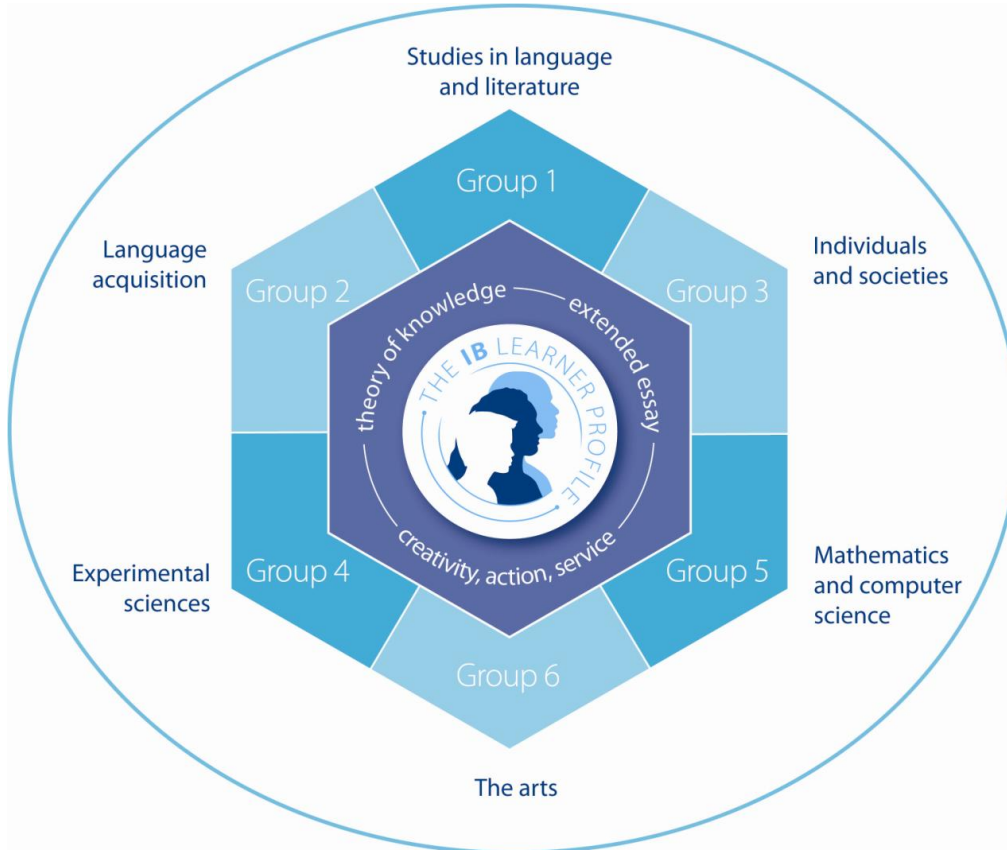 Studies in language
and literature
Group 1
Language
acquisition
Group 2
Individuals
and societies
Group 3
theory of knowledge
extended essay
THE IB LEARNER PROFILE
creativity, action, service
Experimental
sciences
Group 4
Group 5
Mathematics
and computer
science
Group 6
The arts